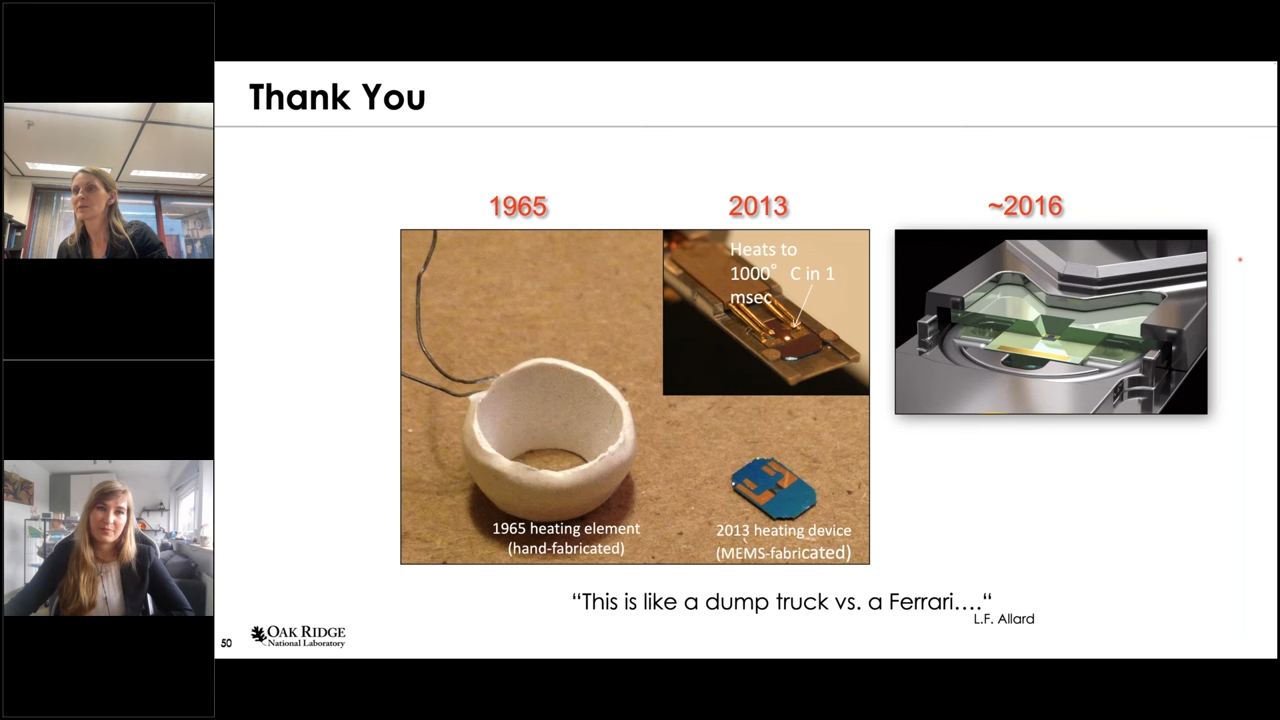 Thank You
1965
2013
~2016
Heats to
1000° C in 1
msec
1965 heating element
(hand-fabricated)
2013 heating device
(MEMS-fabricated)
“This is like a dump truck vs. a Ferrari….“
L.F. Allard
50
OAK RIDGE
National Laboratory